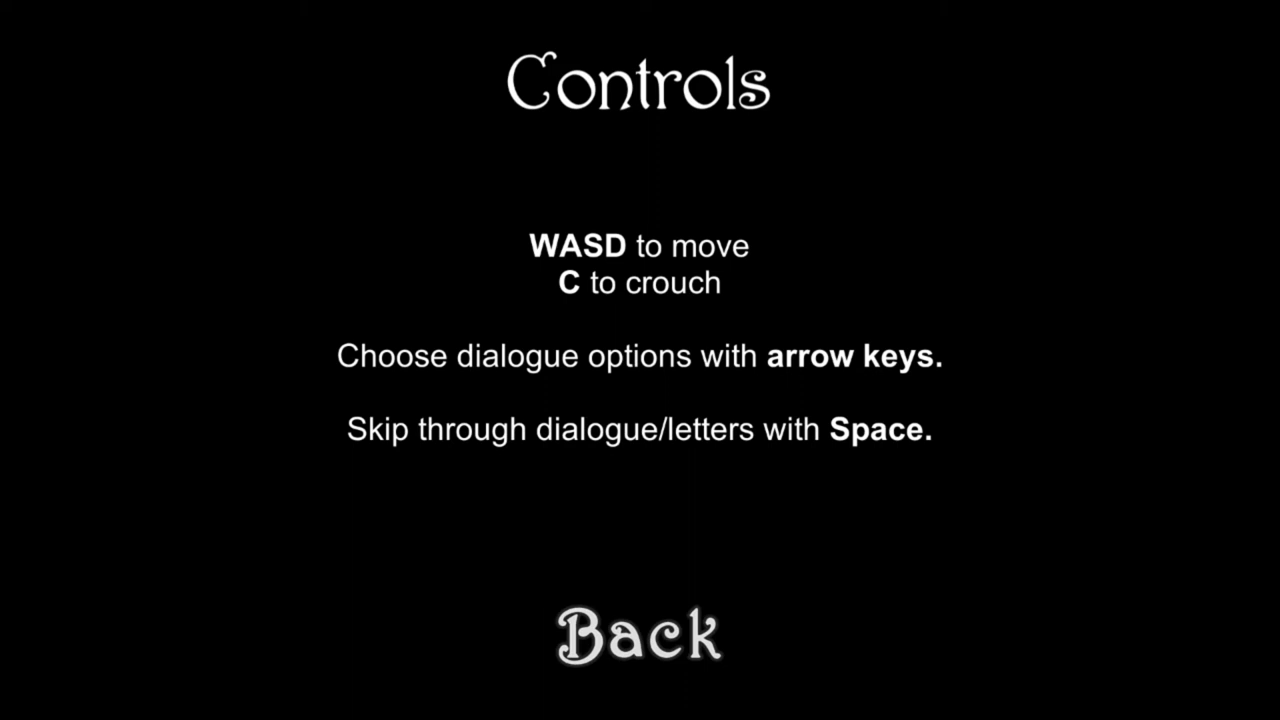 Controls
WASD to move
C to crouch
Choose dialogue options with arrow keys.
Skip through dialogue/letters with Space.
Back